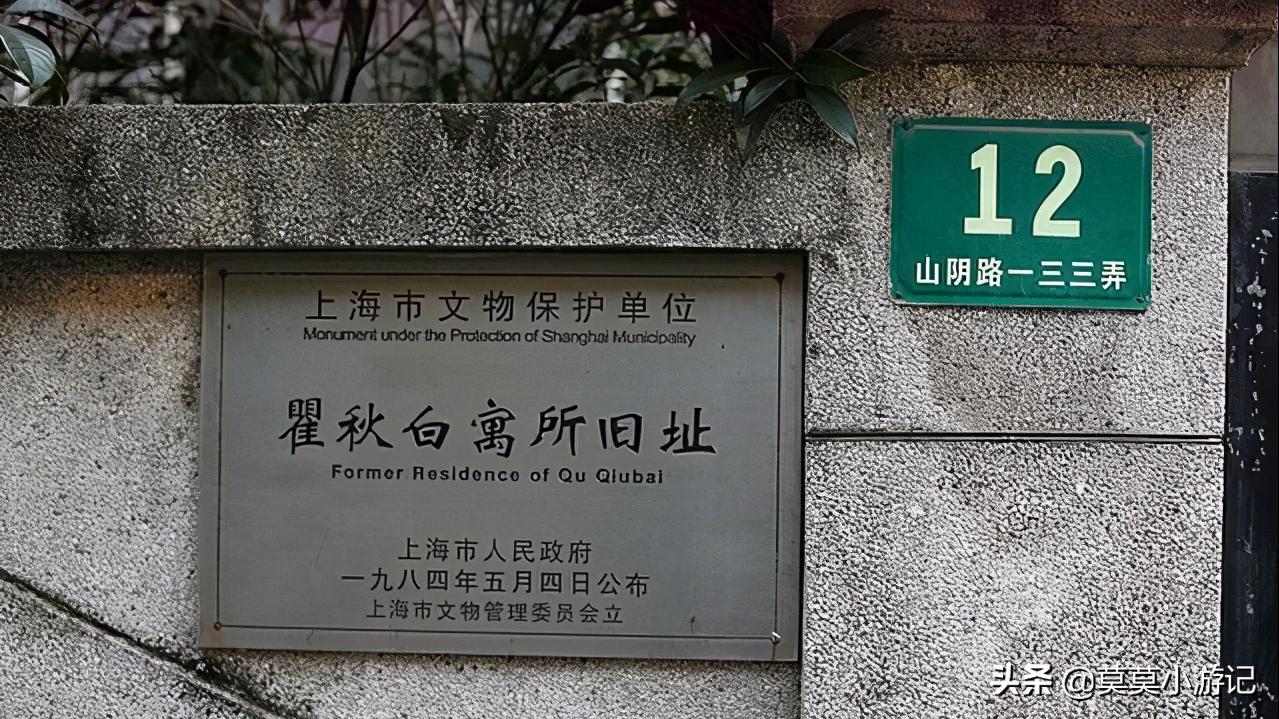 上海市文物保护单位
Monument under the Protection of Shanghai Municipality
瞿秋白寓所旧址
Former Residence of Qu Qiubai
上海市人民政府
一九八四年五月四日公布
上海市文物管理委员会立
12
山阴路一三三弄
头条 @莫莫小游记